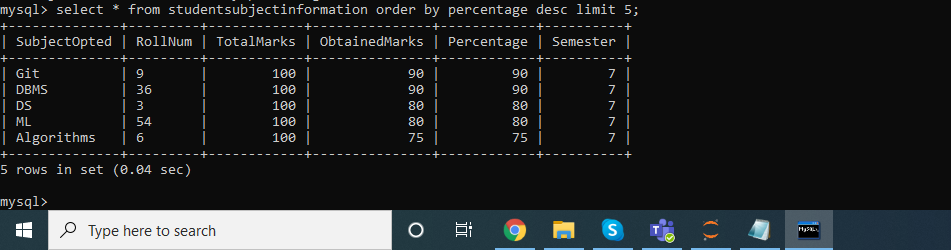 mysql> select * from studentsubjectinformation order by percentage desc limit 5;
+---------------+---------+------------+---------------+------------+----------+
| SubjectOpted | RollNum | TotalMarks | ObtainedMarks | Percentage | Semester |
+---------------+---------+------------+---------------+------------+----------+
| Git | 9 | 100 | 90 | 90 | 7 |
| DBMS | 36 | 100 | 90 | 90 | 7 |
| DS | 3 | 100 | 80 | 80 | 7 |
| ML | 54 | 100 | 80 | 80 | 7 |
| Algorithms | 6 | 100 | 75 | 75 | 7 |
+---------------+---------+------------+---------------+------------+----------+
5 rows in set (0.04 sec)
mysql>
Type here to search